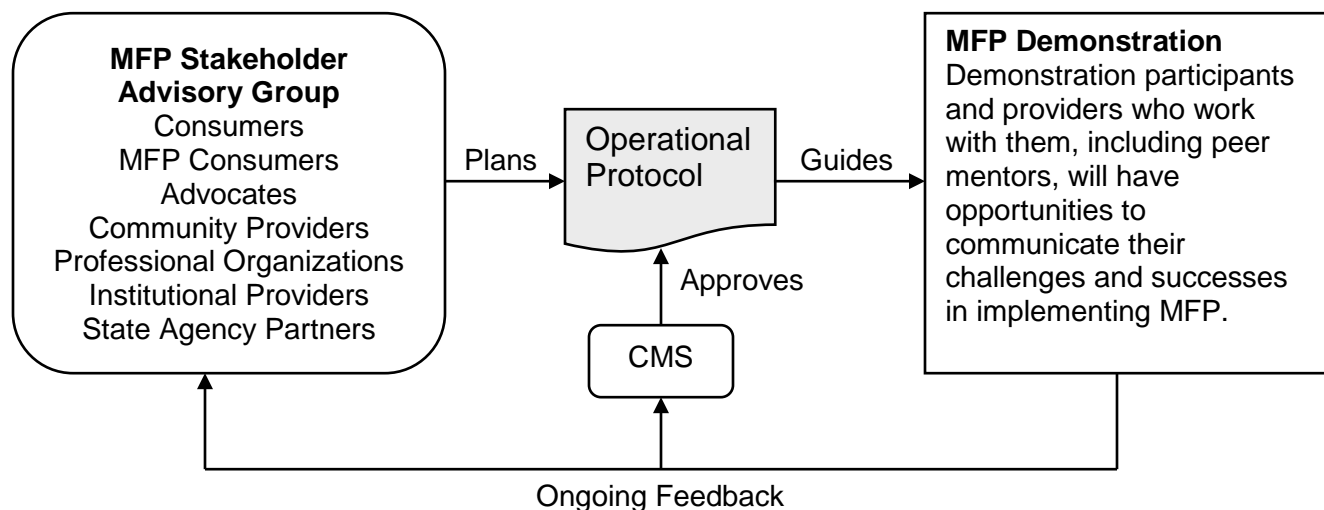 MFP Stakeholder
Advisory Group
Consumers
MFP Consumers
Advocates
Community Providers
Professional Organizations
Institutional Providers
State Agency Partners
Plans
Operational
Protocol
Guides
MFP Demonstration
Demonstration participants
and providers who work
with them, including peer
mentors, will have
opportunities to
communicate their
challenges and successes
in implementing MFP.
Approves
CMS
Ongoing Feedback